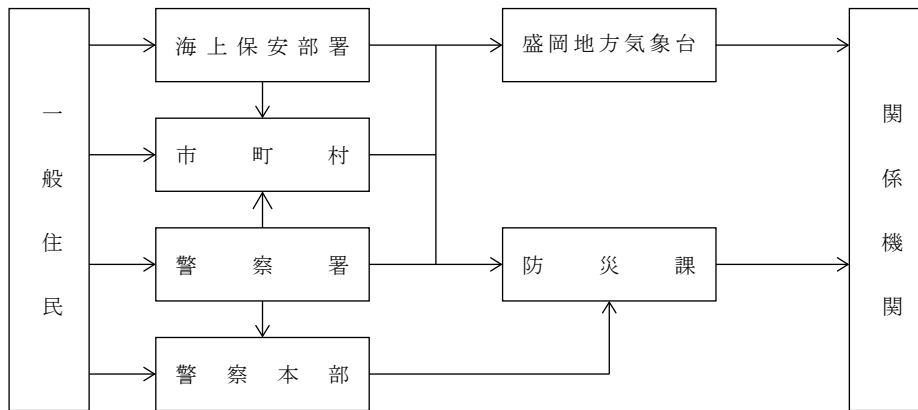 一般住民
海上保安部署
市町村
警察署
警察本部
盛岡地方気象台
防災課
関係機関